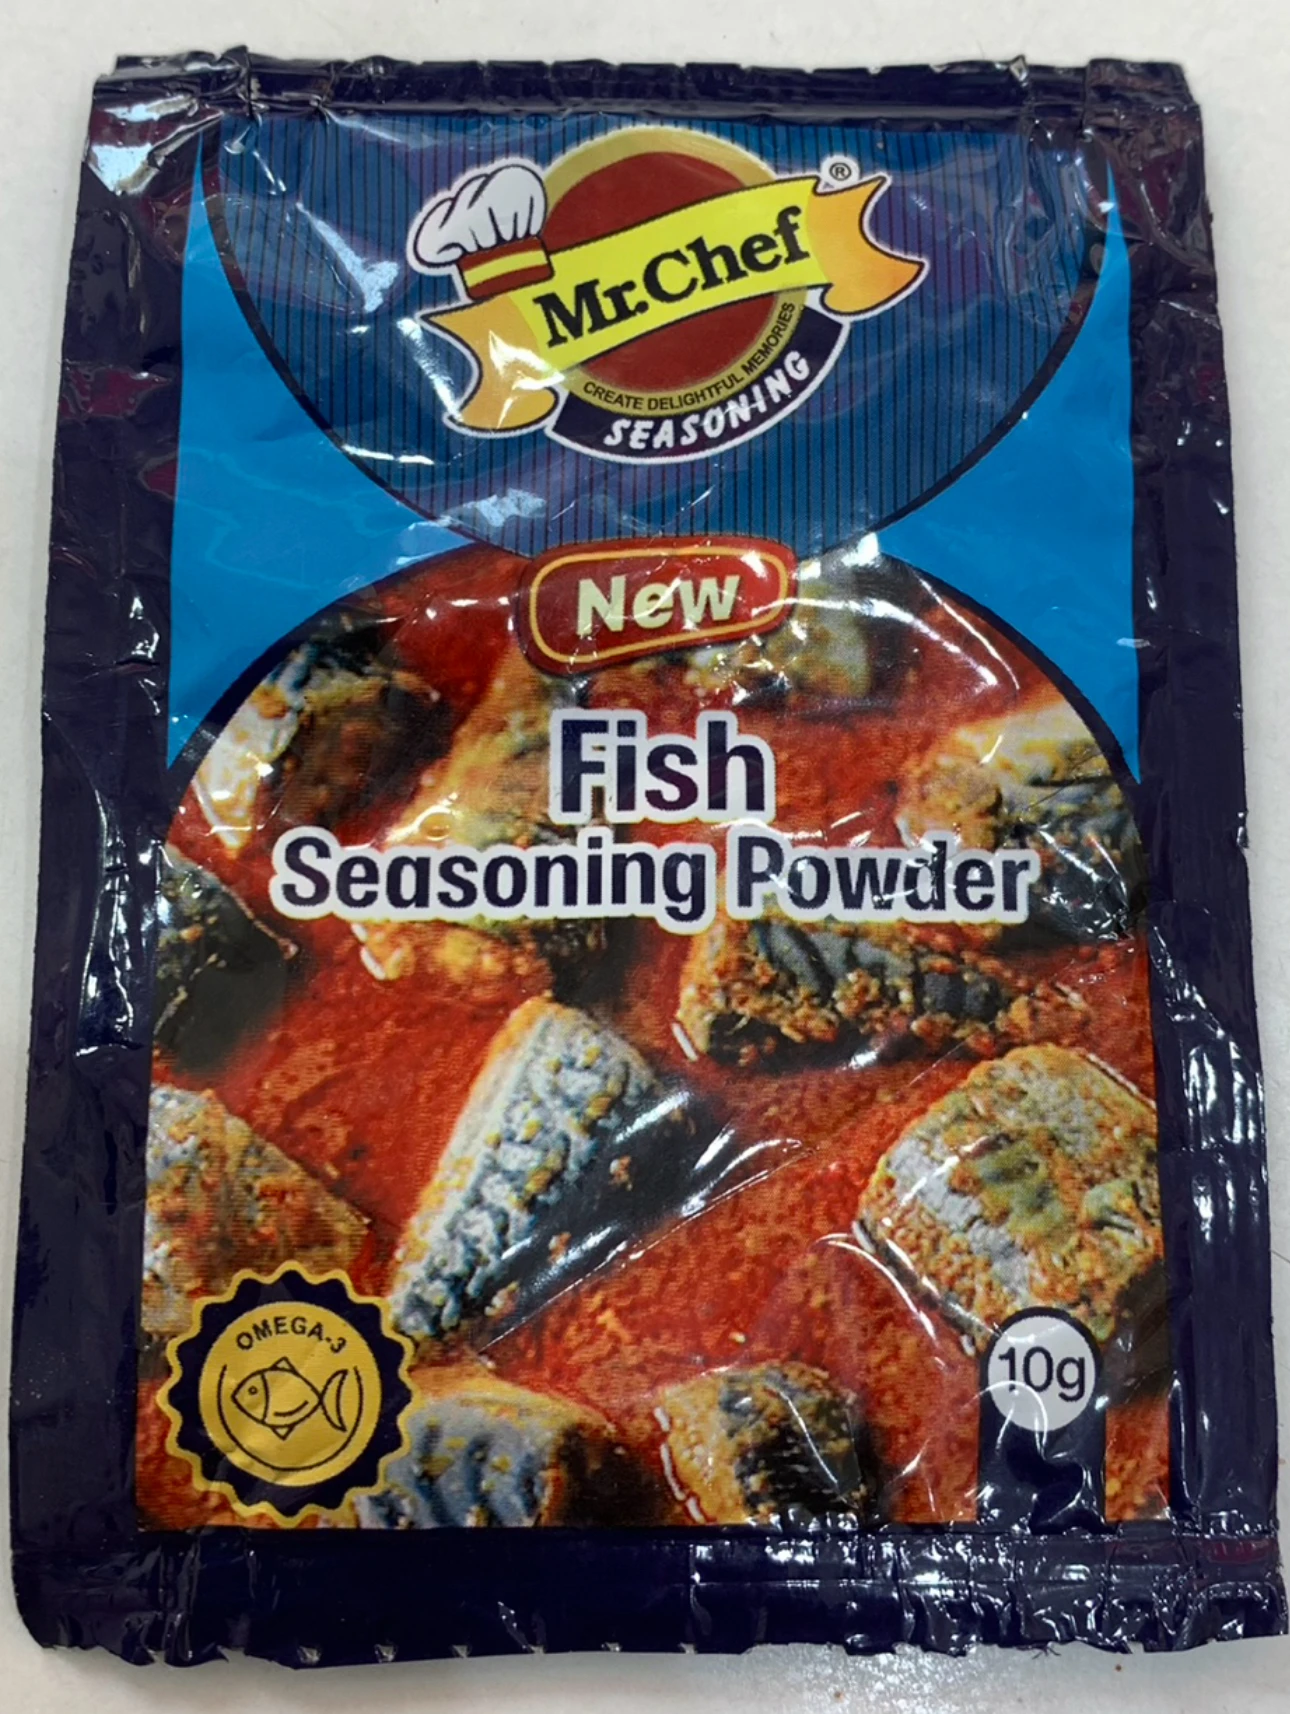 Mr.Chef
®
CREATE DELIGHTFUL MEMORIES
SEASONING
New
Fish
Seasoning Powder
OMEGA-3
10g